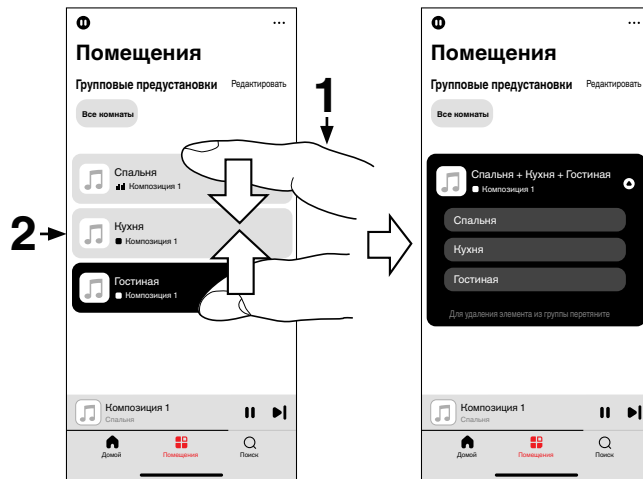 Помещения
Групповые предустановки Редактировать
Все комнаты
1
Спальня
Композиция 1
2
Кухня
Композиция 1
Гостиная
Композиция 1
Композиция 1
Спальня
Домой Помещения Поиск
Помещения
Групповые предустановки Редактировать
Все комнаты
Спальня + Кухня + Гостиная
Композиция 1
Спальня
Кухня
Гостиная
Для удаления элемента из группы перетяните
Композиция 1
Спальня
Домой Помещения Поиск